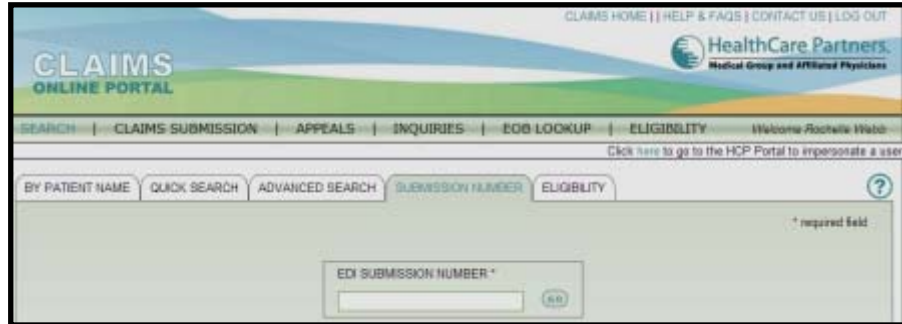 CLAIMS HOME | | HELP & FAQS | CONTACT US | LOG OUT
HealthCare Partners.
Medical Group and Affiliated Physicians
CLAIMS
ONLINE PORTAL
SEARCH | CLAIMS SUBMISSION | APPEALS | INQUIRIES | EOB LOOKUP | ELIGIBILITY Welcome Rochelle Webb
Click here to go to the HCP Portal to impersonate a user
BY PATIENT NAME QUICK SEARCH ADVANCED SEARCH SUBMISSION NUMBER ELIGIBILITY ?
* required field
EDI SUBMISSION NUMBER *
GO